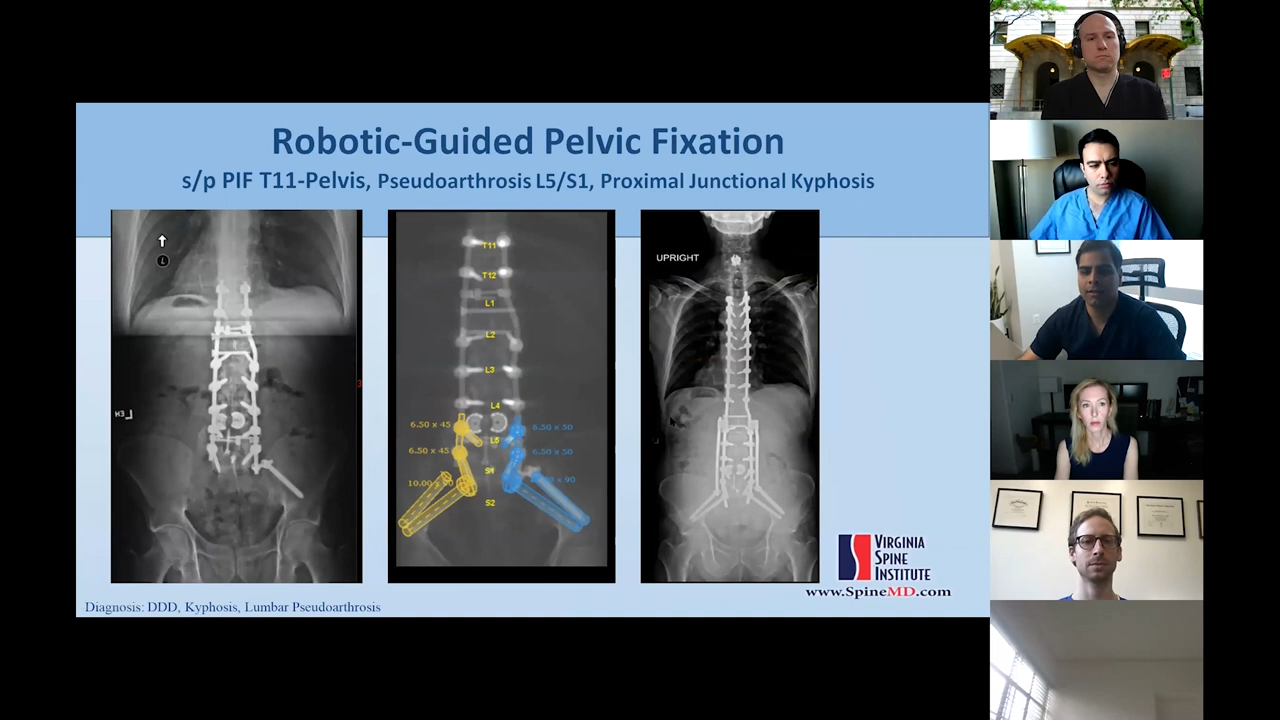 Robotic-Guided Pelvic Fixation
s/p PIF T11-Pelvis, Pseudoarthrosis L5/S1, Proximal Junctional Kyphosis
L
T11
T12
L1
L2
L3
L4
6.50 x 45
6.50 x 50
L5
6.50 x 45
6.50 x 50
S1
10.00 x
x 90
S2
UPRIGHT
VIRGINIA
SPINE
INSTITUTE
www.SpineMD.com
Diagnosis: DDD, Kyphosis, Lumbar Pseudoarthrosis